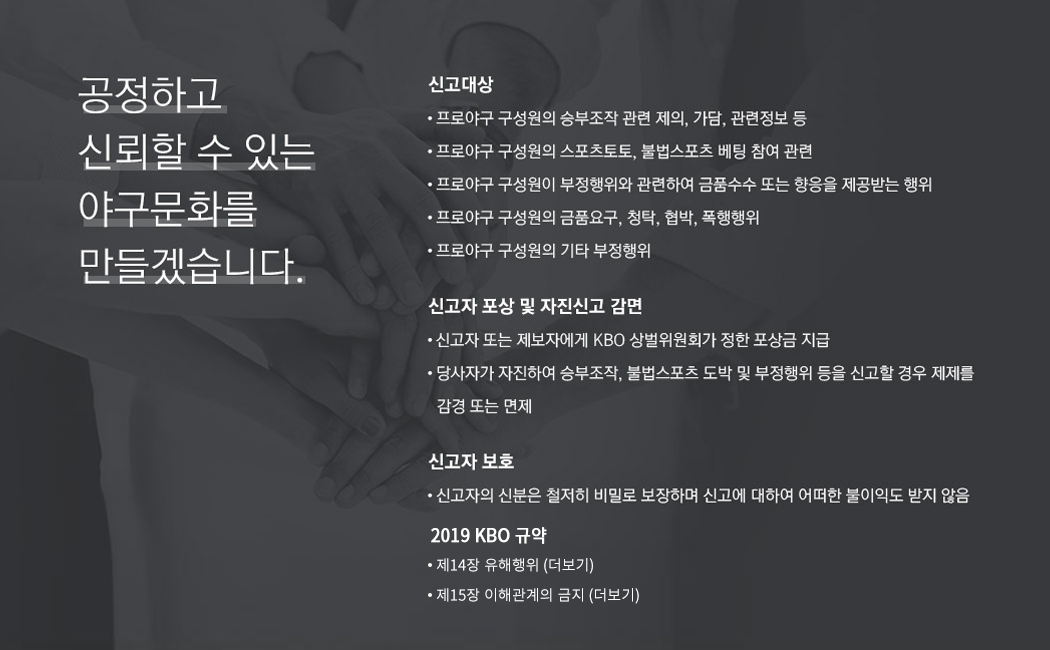 공정하고
신뢰할 수 있는
야구문화를
만들겠습니다.
신고대상
• 프로야구 구성원의 승부조작 관련 제의, 가담, 관련정보 등
• 프로야구 구성원의 스포츠토토, 불법스포츠 베팅 참여 관련
• 프로야구 구성원이 부정행위와 관련하여 금품수수 또는 향응을 제공받는 행위
• 프로야구 구성원의 금품요구, 청탁, 협박, 폭행행위
• 프로야구 구성원의 기타 부정행위
신고자 포상 및 자진신고 감면
• 신고자 또는 제보자에게 KBO 상벌위원회가 정한 포상금 지급
• 당사자가 자진하여 승부조작, 불법스포츠 도박 및 부정행위 등을 신고할 경우 제제를
감경 또는 면제
신고자 보호
• 신고자의 신분은 철저히 비밀로 보장하며 신고에 대하여 어떠한 불이익도 받지 않음
2019 KBO 규약
• 제14장 유해행위 (더보기)
• 제15장 이해관계의 금지 (더보기)